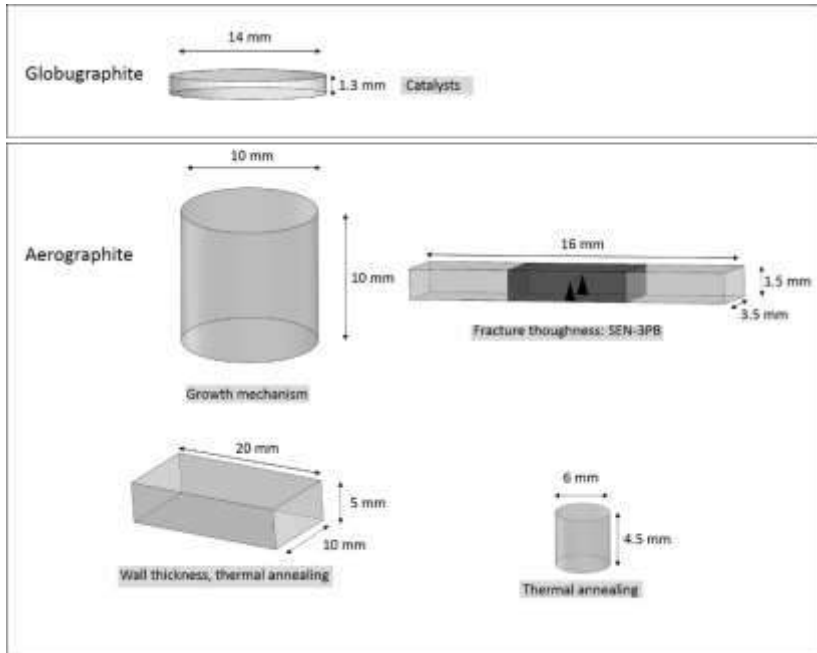 14 mm
Globugraphite
1.3 mm
Catalysts
10 mm
Aerographite
10 mm
16 mm
1.5 mm
3.5 mm
Fracture thoughness: SEN-3PB
Growth mechanism
20 mm
5 mm
10 mm
Wall thickness, thermal annealing
6 mm
4.5 mm
Thermal annealing